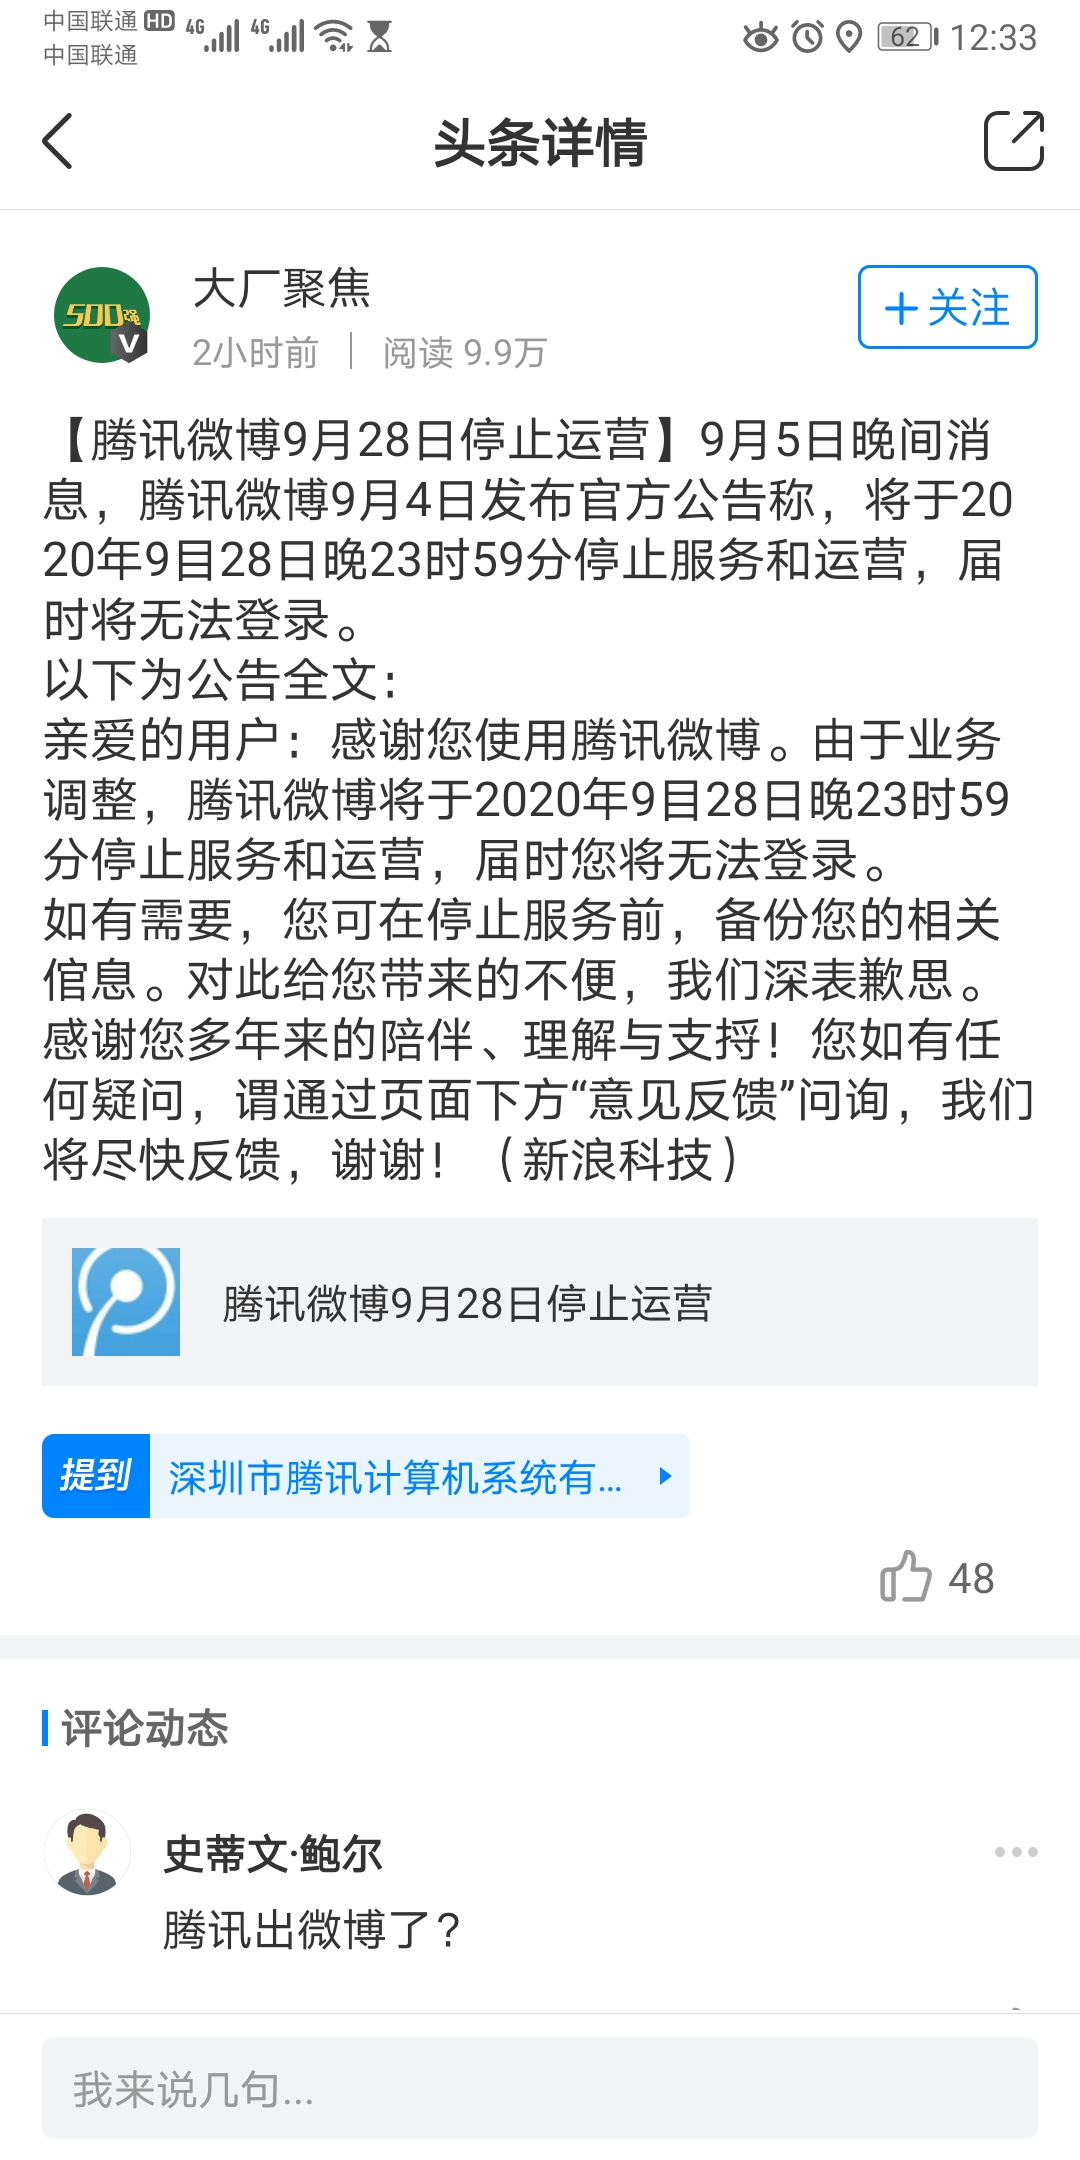 中国联通 HD 4G 4G 62 12:33
中国联通
头条详情
500强
V
大厂聚焦
+关注
2小时前 | 阅读 9.9万
【腾讯微博9月28日停止运营】9月5日晚间消
息，腾讯微博9月4日发布官方公告称，将于20
20年9目28日晚23时59分停止服务和运营，届
时将无法登录。
以下为公告全文：
亲爱的用户：感谢您使用腾讯微博。由于业务
调整，腾讯微博将于2020年9目28日晚23时59
分停止服务和运营，届时您将无法登录。
如有需要，您可在停止服务前，备份您的相关
倌息。对此给您带来的不便，我们深表歉思。
感谢您多年来的陪伴、理解与支捋！您如有任
何疑问，谓通过页面下方“意见反馈”问询，我们
将尽快反馈，谢谢！（新浪科技）
腾讯微博9月28日停止运营
提到 深圳市腾讯计算机系统有...
48
评论动态
史蒂文·鲍尔
腾讯出微博了？
我来说几句...